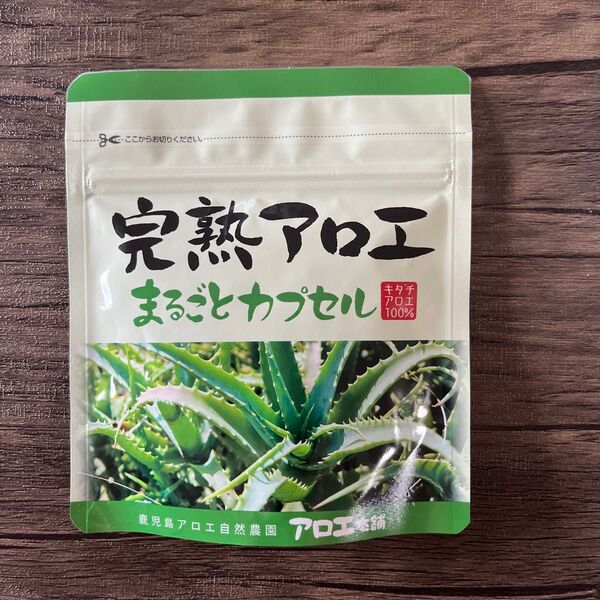 ここからお切りください。
完熟アロエ
まるごとカプセル
キダチ
アロエ
100%
鹿児島アロエ自然農園 アロエ本舗